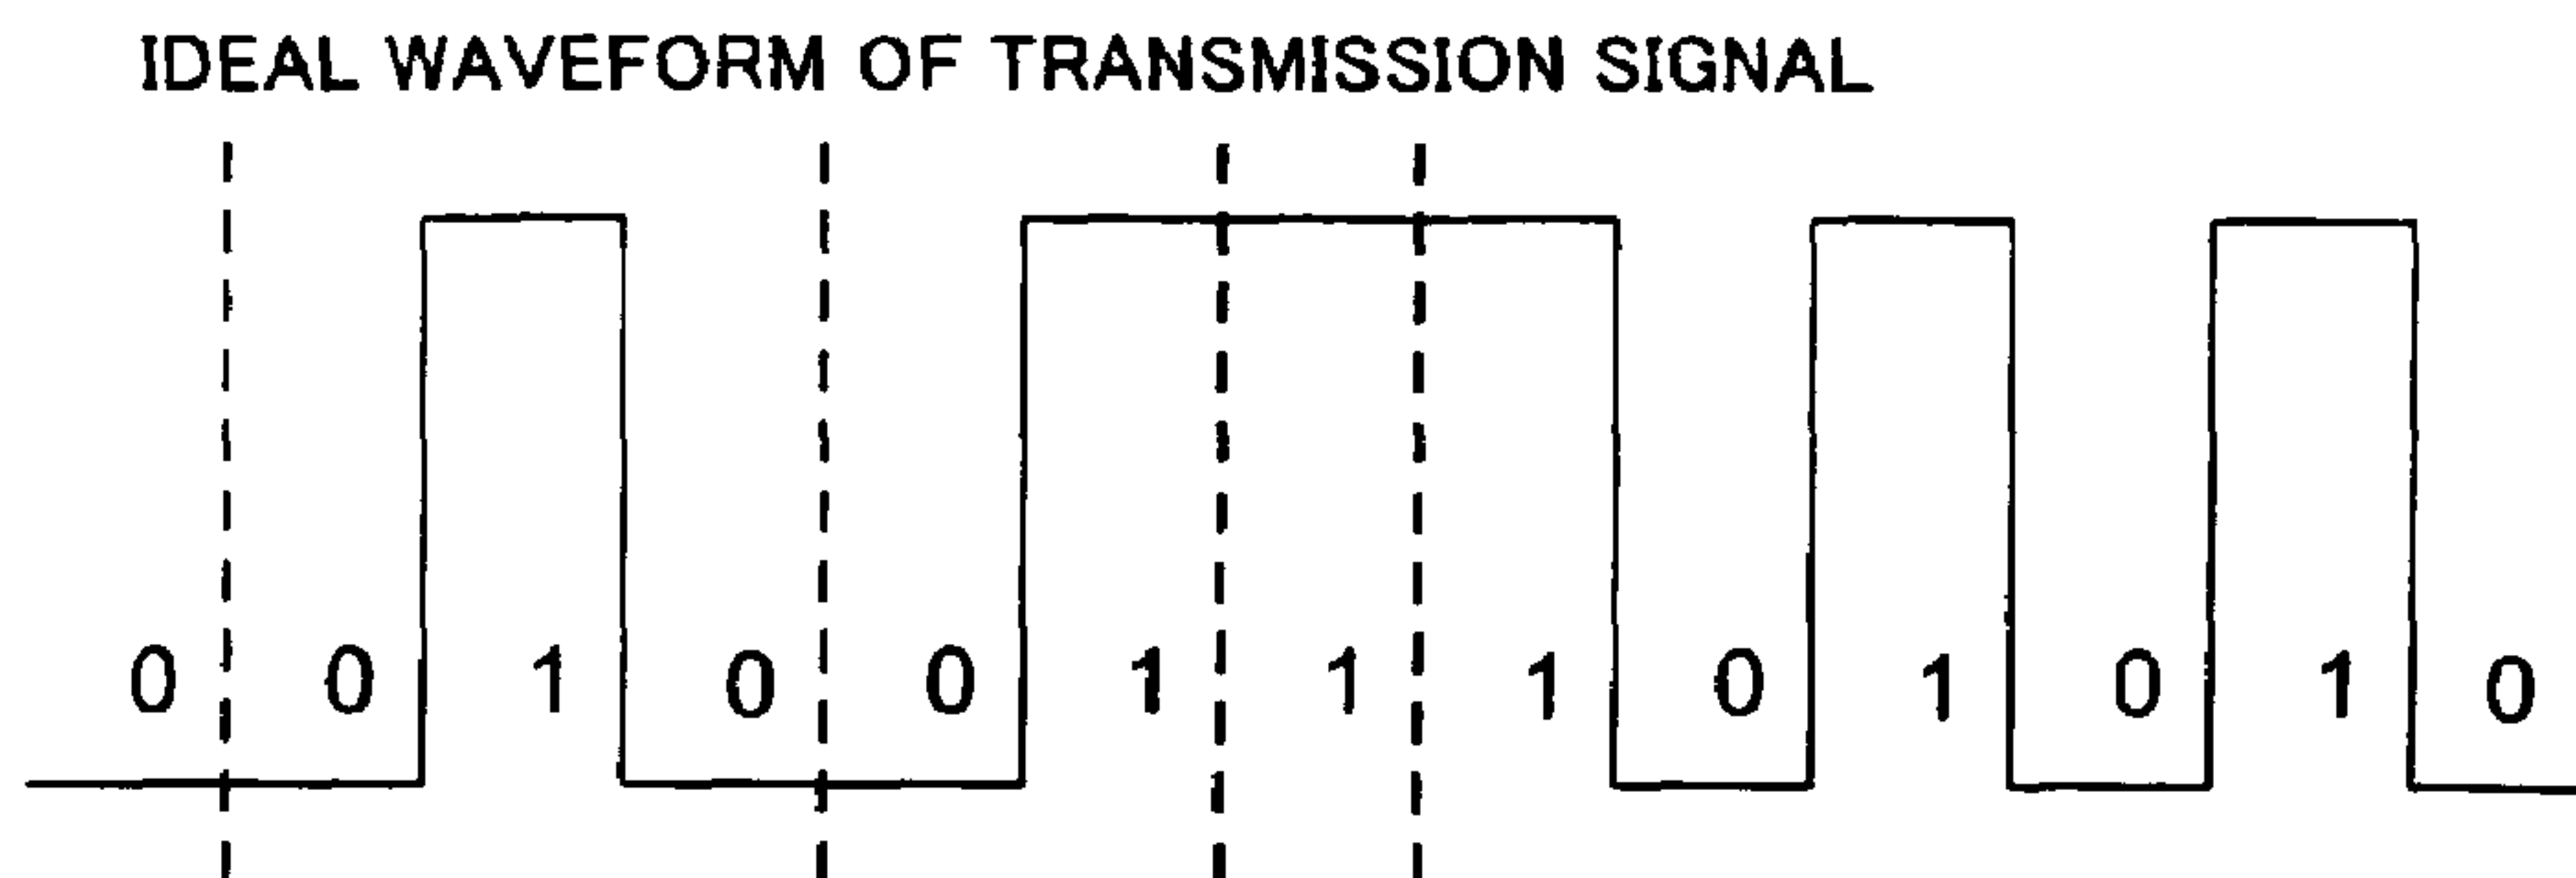 IDEAL WAVEFORM OF TRANSMISSION SIGNAL
0 0 1 0 0 1 1 1 0 1 0 1 0